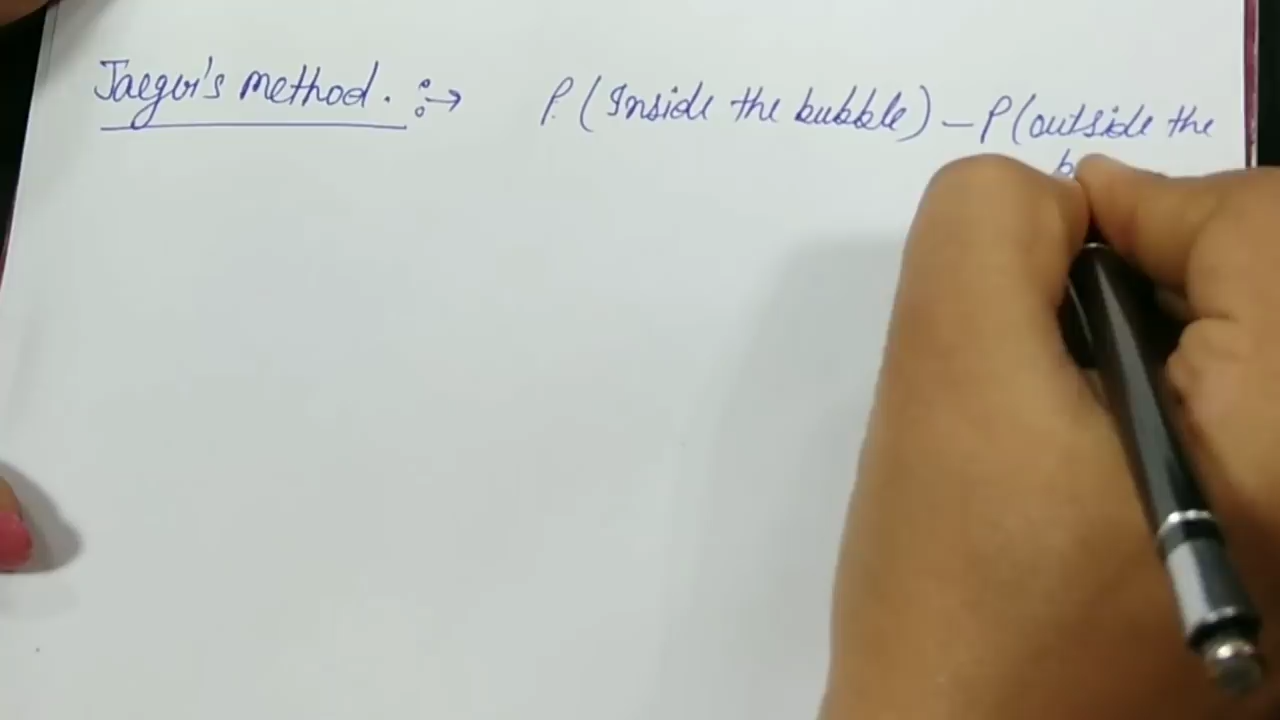 Jaeger's method. :→ P. (Inside the bubble) - P(outside the
b